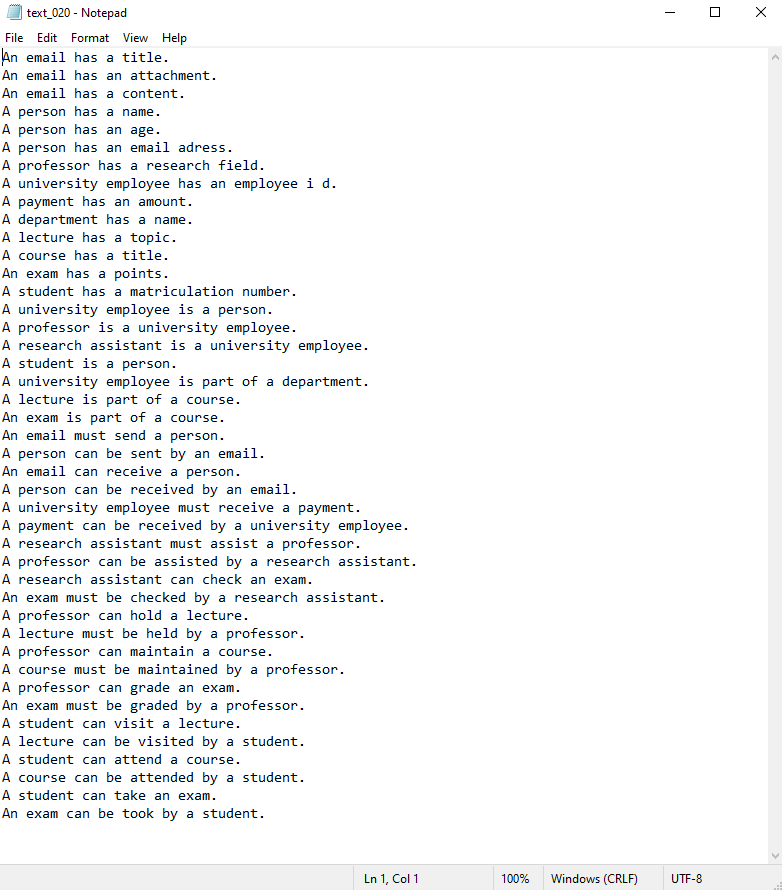 text_020 - Notepad
File Edit Format View Help
An email has a title.
An email has an attachment.
An email has a content.
A person has a name.
A person has an age.
A person has an email adress.
A professor has a research field.
A university employee has an employee i d.
A payment has an amount.
A department has a name.
A lecture has a topic.
A course has a title.
An exam has a points.
A student has a matriculation number.
A university employee is a person.
A professor is a university employee.
A research assistant is a university employee.
A student is a person.
A university employee is part of a department.
A lecture is part of a course.
An exam is part of a course.
An email must send a person.
A person can be sent by an email.
An email can receive a person.
A person can be received by an email.
A university employee must receive a payment.
A payment can be received by a university employee.
A research assistant must assist a professor.
A professor can be assisted by a research assistant.
A research assistant can check an exam.
An exam must be checked by a research assistant.
A professor can hold a lecture.
A lecture must be held by a professor.
A professor can maintain a course.
A course must be maintained by a professor.
A professor can grade an exam.
An exam must be graded by a professor.
A student can visit a lecture.
A lecture can be visited by a student.
A student can attend a course.
A course can be attended by a student.
A student can take an exam.
An exam can be took by a student.
Ln 1, Col 1 100% Windows (CRLF) UTF-8